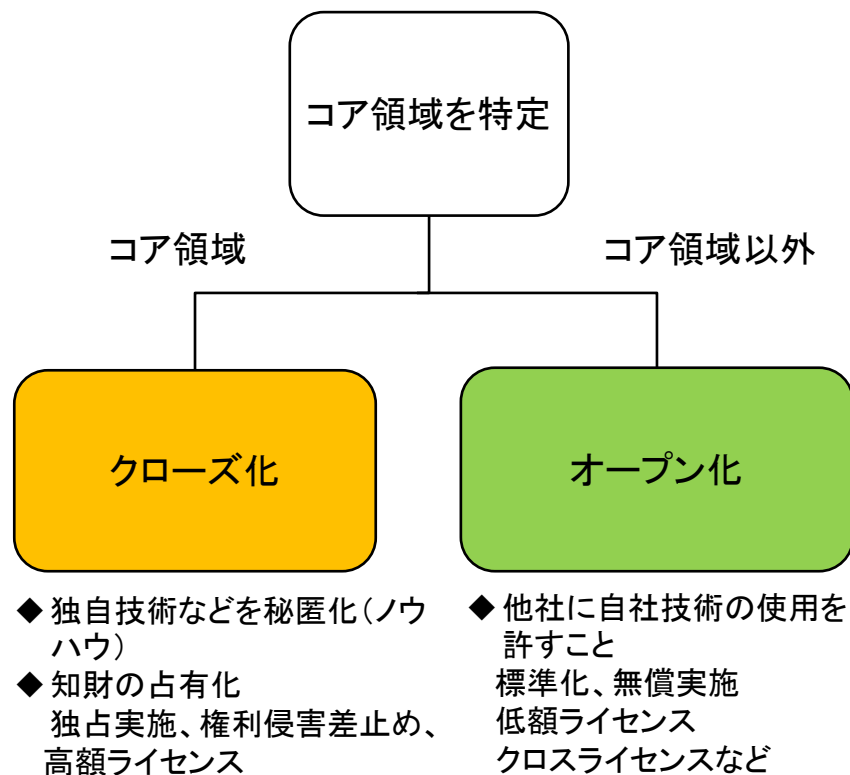 コア領域を特定
コア領域
コア領域以外
クローズ化
オープン化
◆ 独自技術などを秘匿化（ノウ
ハウ）
◆ 知財の占有化
独占実施、権利侵害差止め、
高額ライセンス
◆ 他社に自社技術の使用を
許すこと
標準化、無償実施
低額ライセンス
クロスライセンスなど